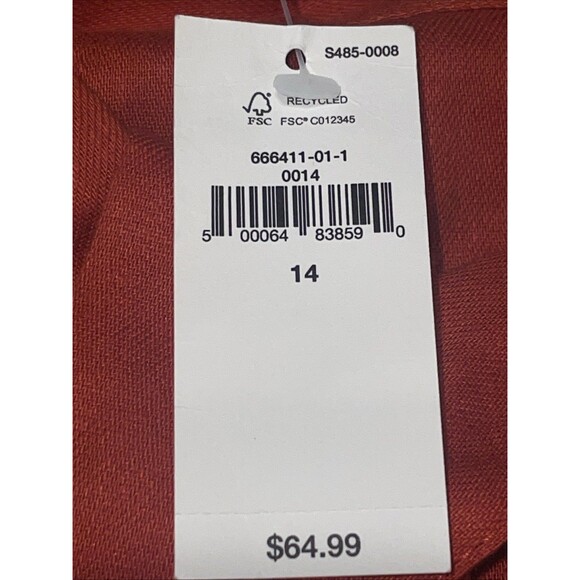 S485-0008
RECYCLED
FSC
FSC® C012345
666411-01-1
0014
5 00064 83859 0
14
$64.99